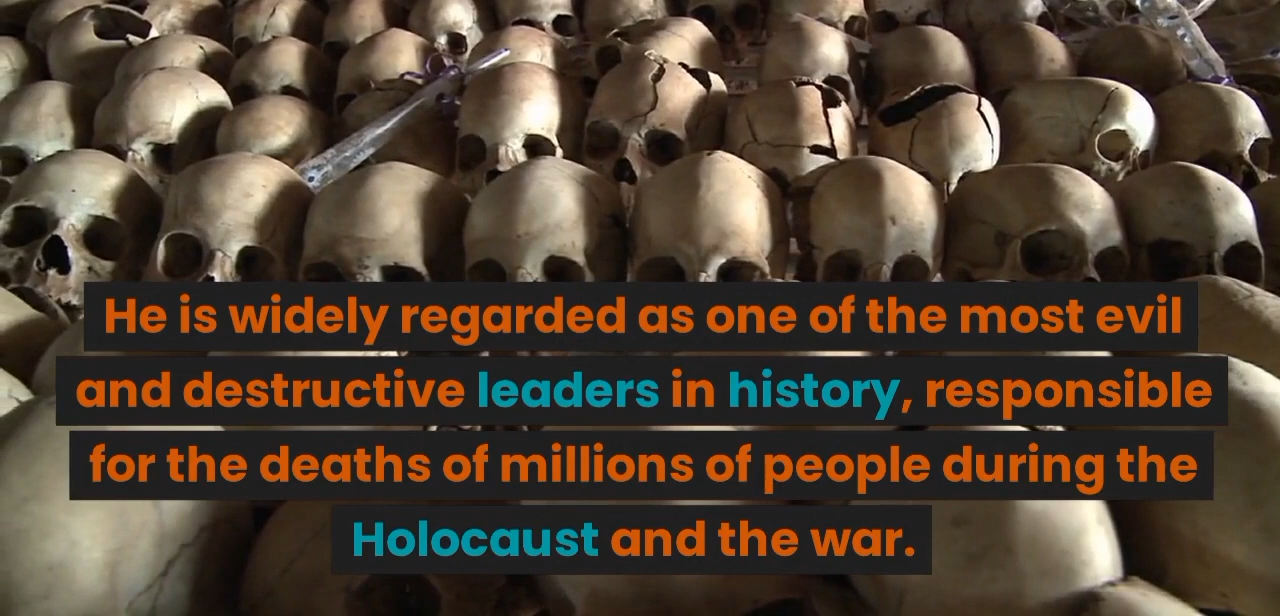 He is widely regarded as one of the most evil
and destructive leaders in history, responsible
for the deaths of millions of people during the
Holocaust and the war.